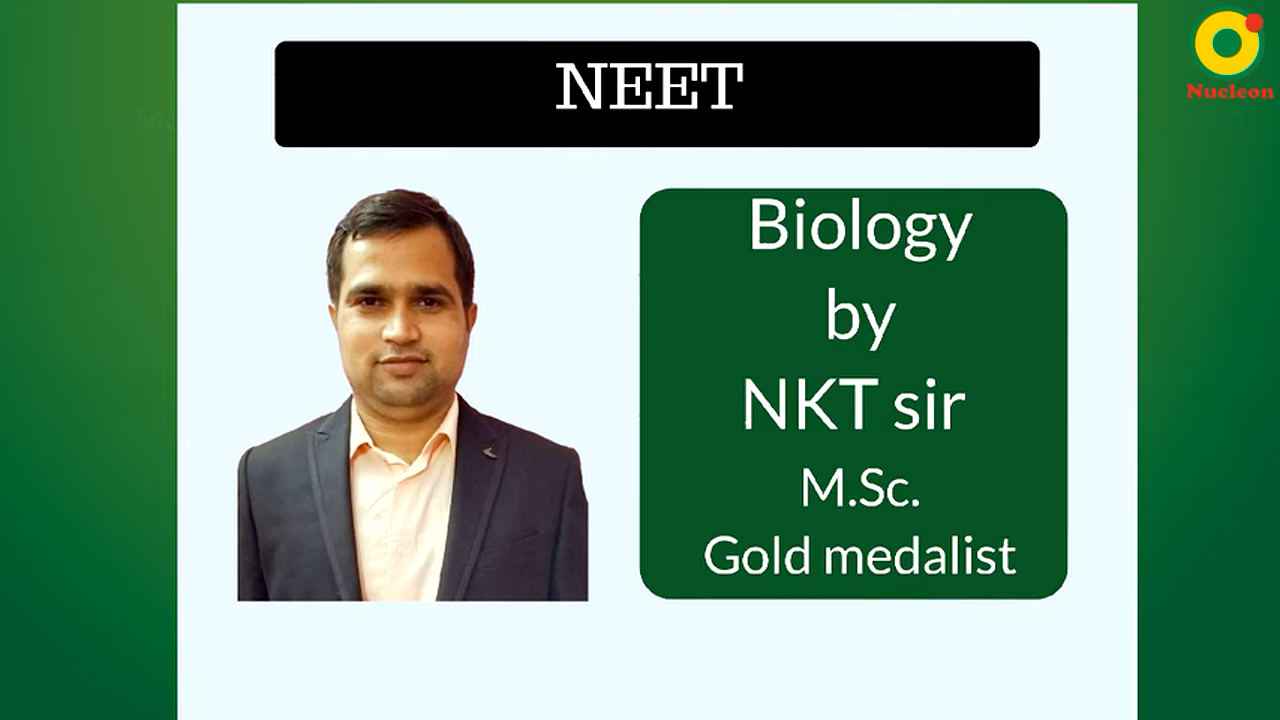 NEET
Nucleon
Biology
by
NKT sir
M.Sc.
Gold medalist